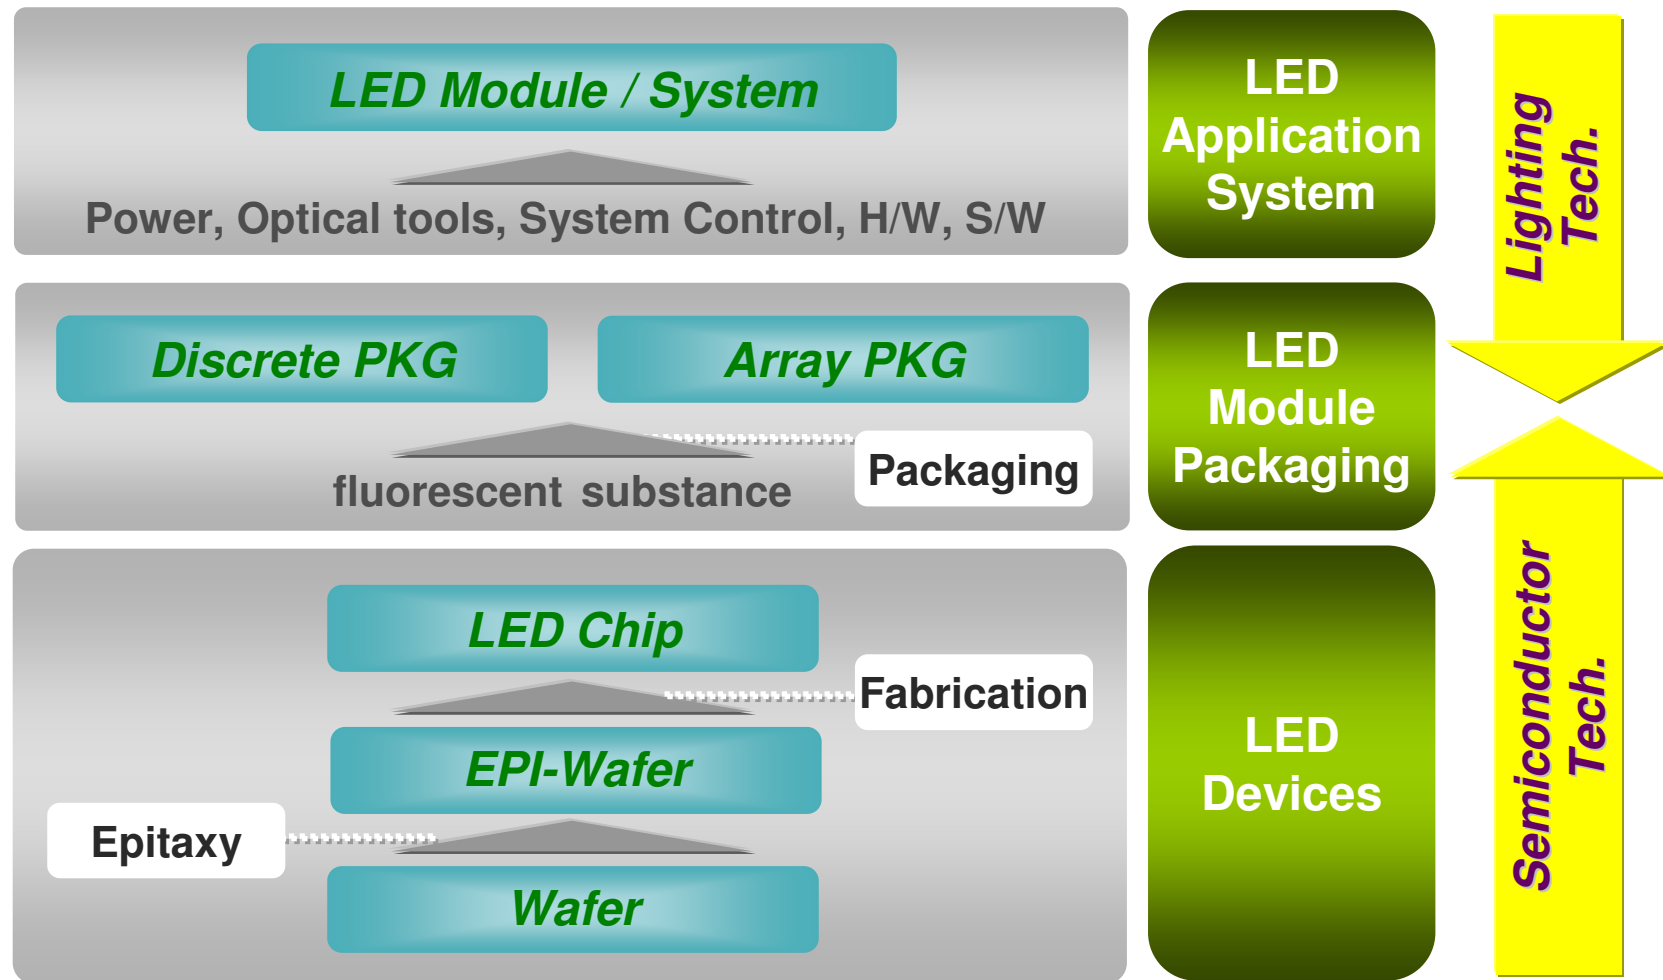 LED Module / System
Power, Optical tools, System Control, H/W, S/W
LED
Application
System
Lighting
Tech.
Discrete PKG
Array PKG
fluorescent substance
Packaging
LED
Module
Packaging
LED Chip
Fabrication
EPI-Wafer
Epitaxy
Wafer
LED
Devices
Semiconductor
Tech.